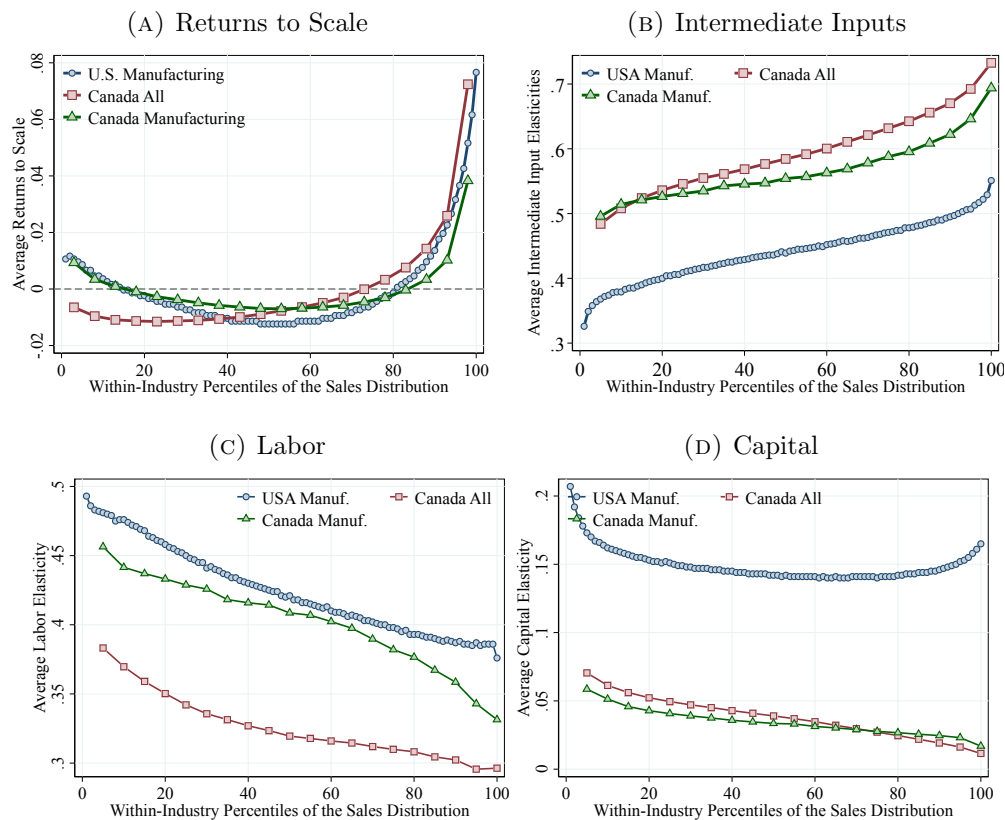 (A) Returns to Scale
Average Returns to Scale
.08
.06
.04
.02
0
-.02
U.S. Manufacturing
Canada All
Canada Manufacturing
0 20 40 60 80 100
Within-Industry Percentiles of the Sales Distribution
(B) Intermediate Inputs
Average Intermediate Input Elasticities
.7
.6
.5
.4
.3
USA Manuf. Canada All
Canada Manuf.
0 20 40 60 80 100
Within-Industry Percentiles of the Sales Distribution
(C) Labor
Average Labor Elasticity
.5
.45
.4
.35
.3
USA Manuf. Canada All
Canada Manuf.
0 20 40 60 80 100
Within-Industry Percentiles of the Sales Distribution
(D) Capital
Average Capital Elasticity
.2
.15
.1
.05
0
USA Manuf. Canada All
Canada Manuf.
0 20 40 60 80 100
Within-Industry Percentiles of the Sales Distribution